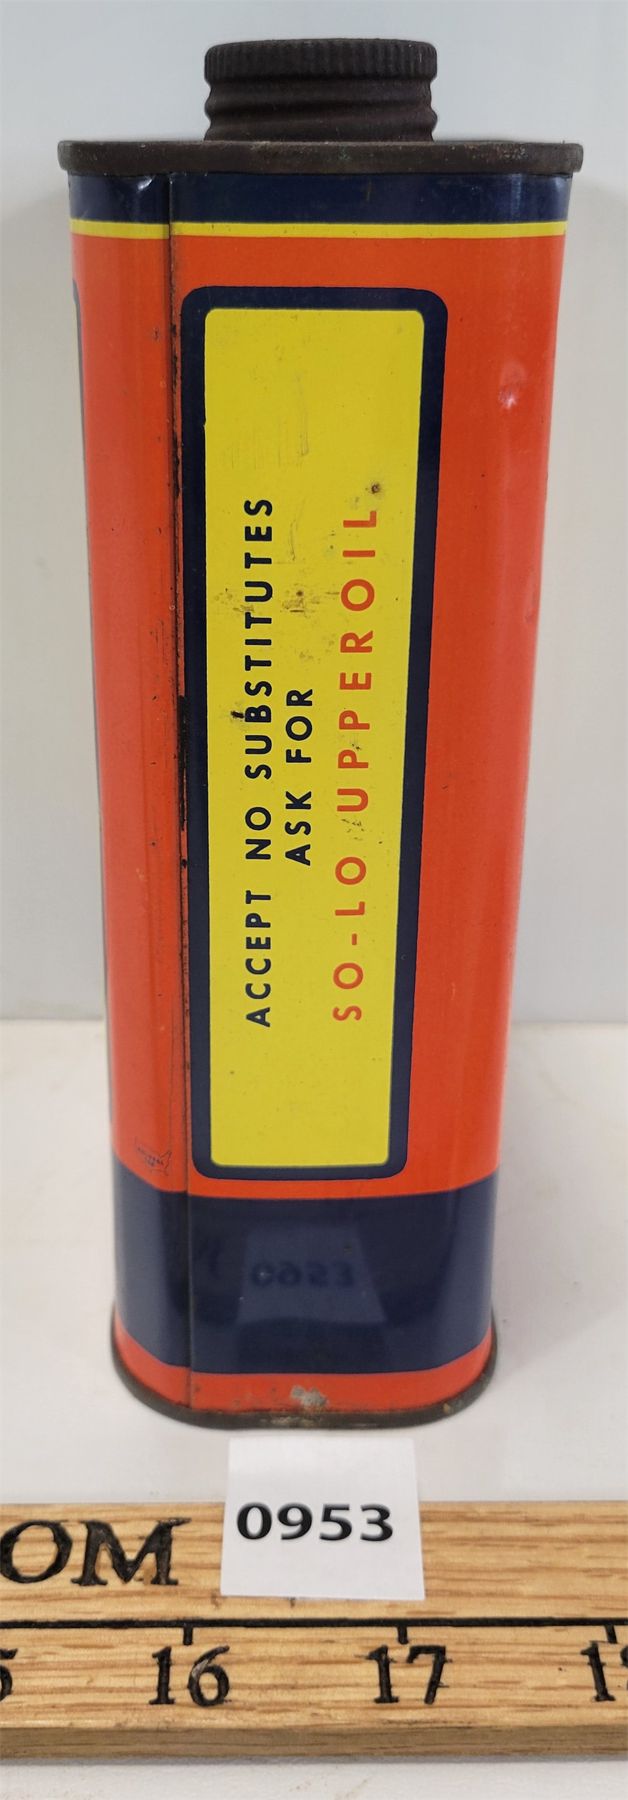 ACCEPT NO SUBSTITUTES
ASK FOR
SO-LO UPPEROIL
0953
OM
16 17